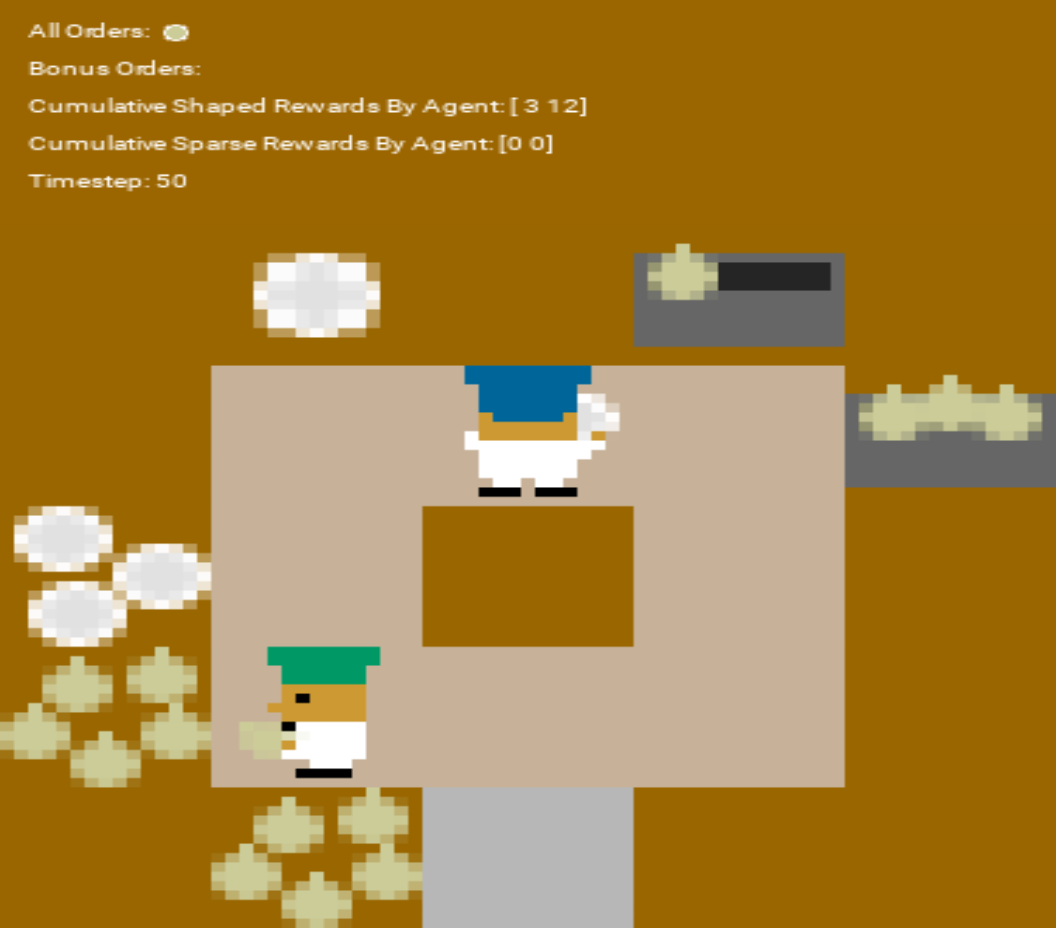 All Orders:
Bonus Orders:
Cumulative Shaped Rewards By Agent: [ 3 12]
Cumulative Sparse Rewards By Agent: [0 0]
Timestep: 50